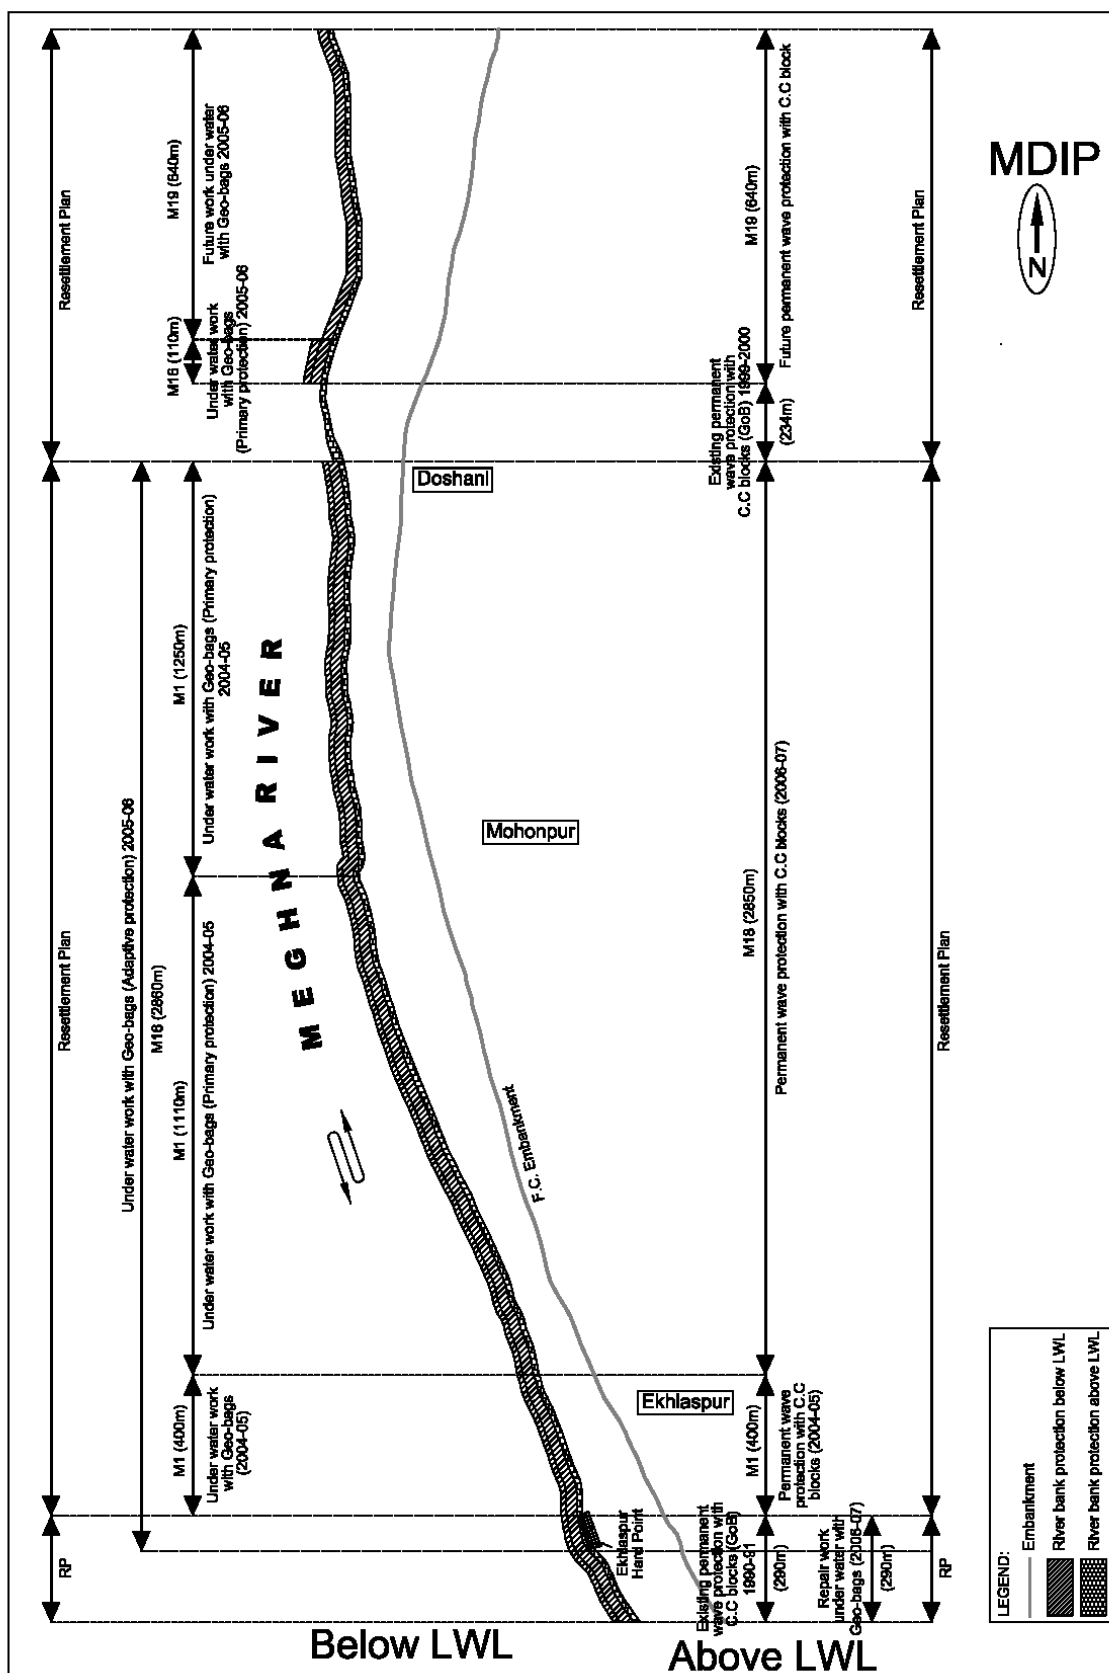 MDIP
N
Resettlement Plan
Resettlement Plan
RP
Under water work with Geo-bags (Adaptive protection) 2005-06
M16 (2860m)
M19 (640m)
Future work under water
with Geo-bags 2005-06
M16 (110m)
Under water work
with Geo-bags
(Primary protection) 2005-06
M1 (1250m)
Under water work with Geo-bags (Primary protection)
2004-05
M1 (1110m)
Under water work with Geo-bags (Primary protection) 2004-05
M1 (400m)
Under water work
with Geo-bags
(2004-05)
MEGHNA RIVER
F.C. Embankment
Doshani
Mohonpur
Ekhlaspur
Ekhlaspur
Hard Point
M19 (640m)
Future permanent wave protection with C.C block
Existing permanent
wave protection with
C.C blocks (GoB) 1999-2000
(234m)
M18 (2850m)
Permanent wave protection with C.C blocks (2006-07)
M1 (400m)
Permanent wave
protection with C.C
blocks (2004-05)
Existing permanent
wave protection with
C.C blocks (GoB)
1990-91
(290m)
Repair work
under water with
Geo-bags (2006-07)
(290m)
Resettlement Plan
Resettlement Plan
RP
Below LWL
Above LWL
LEGEND:
Embankment
River bank protection below LWL
River bank protection above LWL